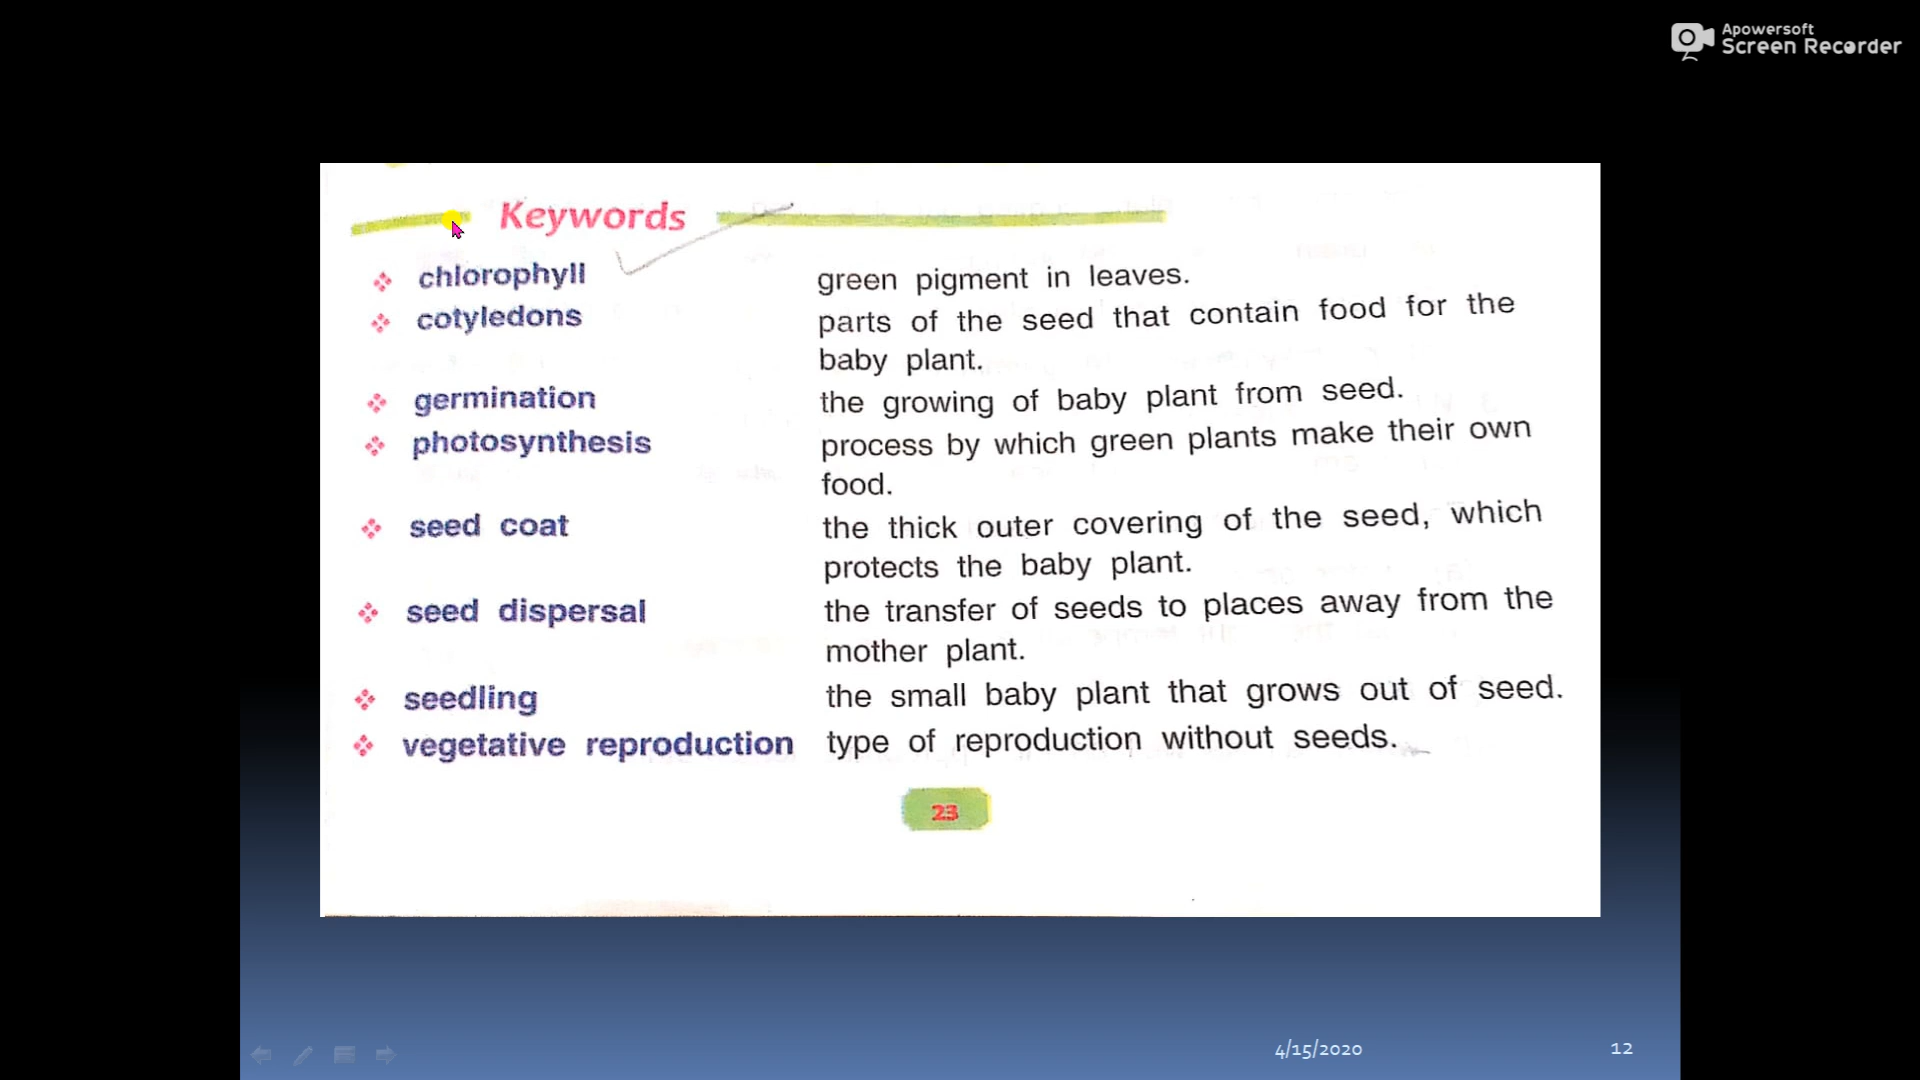 Apowersoft
Screen Recorder
Keywords
chlorophyll green pigment in leaves.
cotyledons parts of the seed that contain food for the
baby plant.
germination the growing of baby plant from seed.
photosynthesis process by which green plants make their own
food.
seed coat the thick outer covering of the seed, which
protects the baby plant.
seed dispersal the transfer of seeds to places away from the
mother plant.
seedling the small baby plant that grows out of seed.
vegetative reproduction type of reproduction without seeds.
23
4/15/2020 12